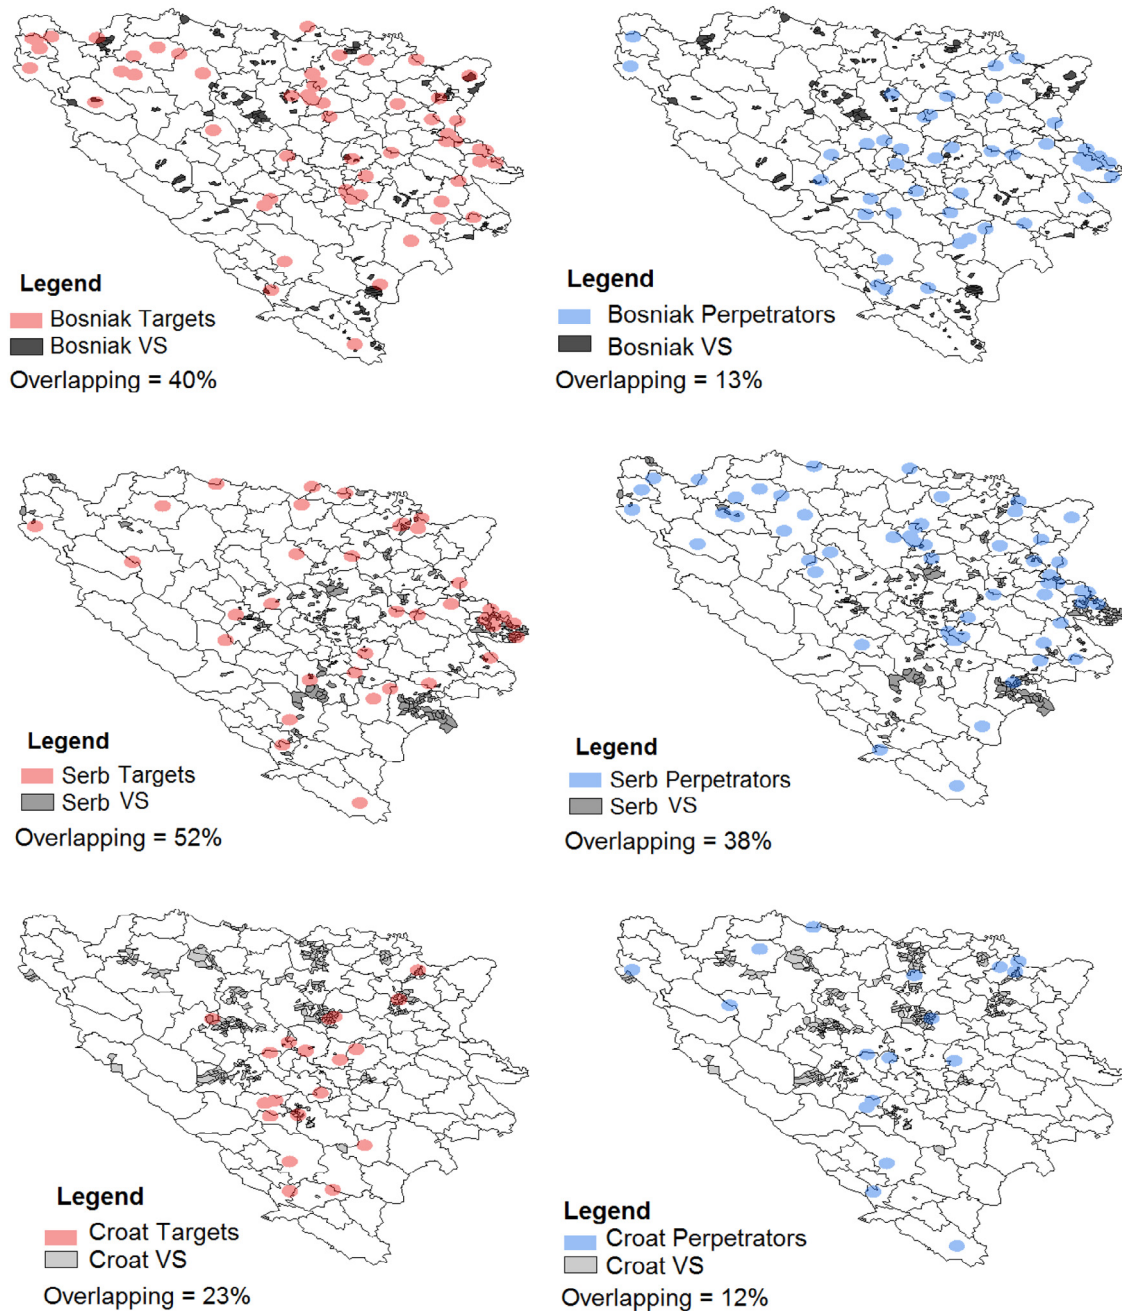 Legend
Bosniak Targets
Bosniak VS
Overlapping = 40%
Legend
Bosniak Perpetrators
Bosniak VS
Overlapping = 13%
Legend
Serb Targets
Serb VS
Overlapping = 52%
Legend
Serb Perpetrators
Serb VS
Overlapping = 38%
Legend
Croat Targets
Croat VS
Overlapping = 23%
Legend
Croat Perpetrators
Croat VS
Overlapping = 12%